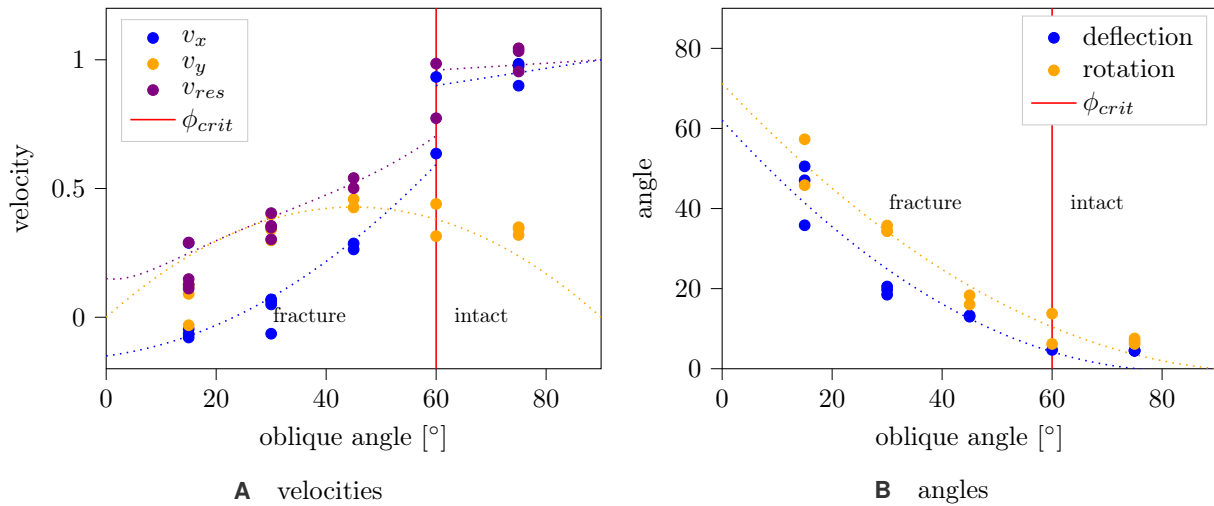 v_x
v_y
v_res
ϕ_crit
1
0.5
0
velocity
fracture
intact
0 20 40 60 80
oblique angle [°]
A velocities
deflection
rotation
ϕ_crit
80
60
40
20
0
angle
fracture
intact
0 20 40 60 80
oblique angle [°]
B angles